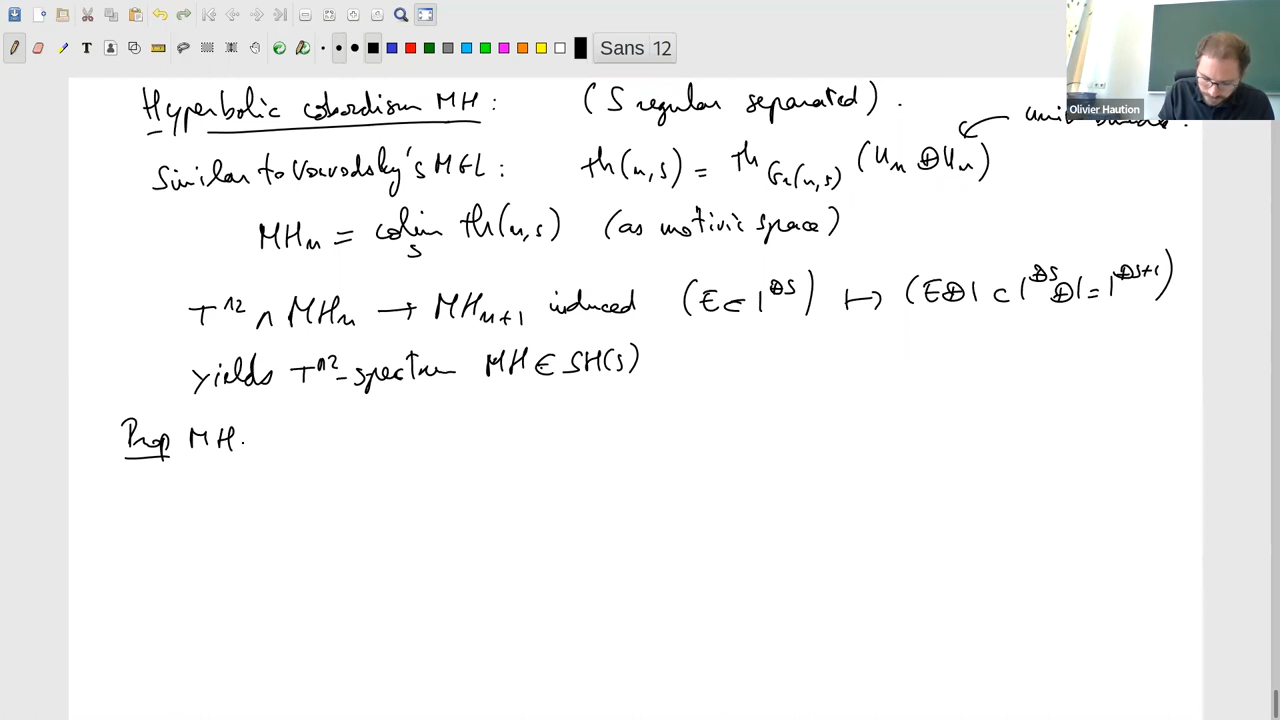 Sans 12
Olivier Haution
Hyperbolic cobordism MH : (S regular separated) .
Similar to Voevodsky's MGL : Th(n,s) = Th_{Gr(n,s)} (U_n ⊕ U_n)
MH_n = colim_s Th(n,s) (as motivic space)
T^{∧2} ∧ MH_n → MH_{n+1} induced (E ⊂ 1^{⊕s}) ↦ (E⊕1 ⊂ 1^{⊕s}⊕1 = 1^{⊕s+1})
yields T^{∧2}-spectrum MH ∈ SH(S)
Prop MH.